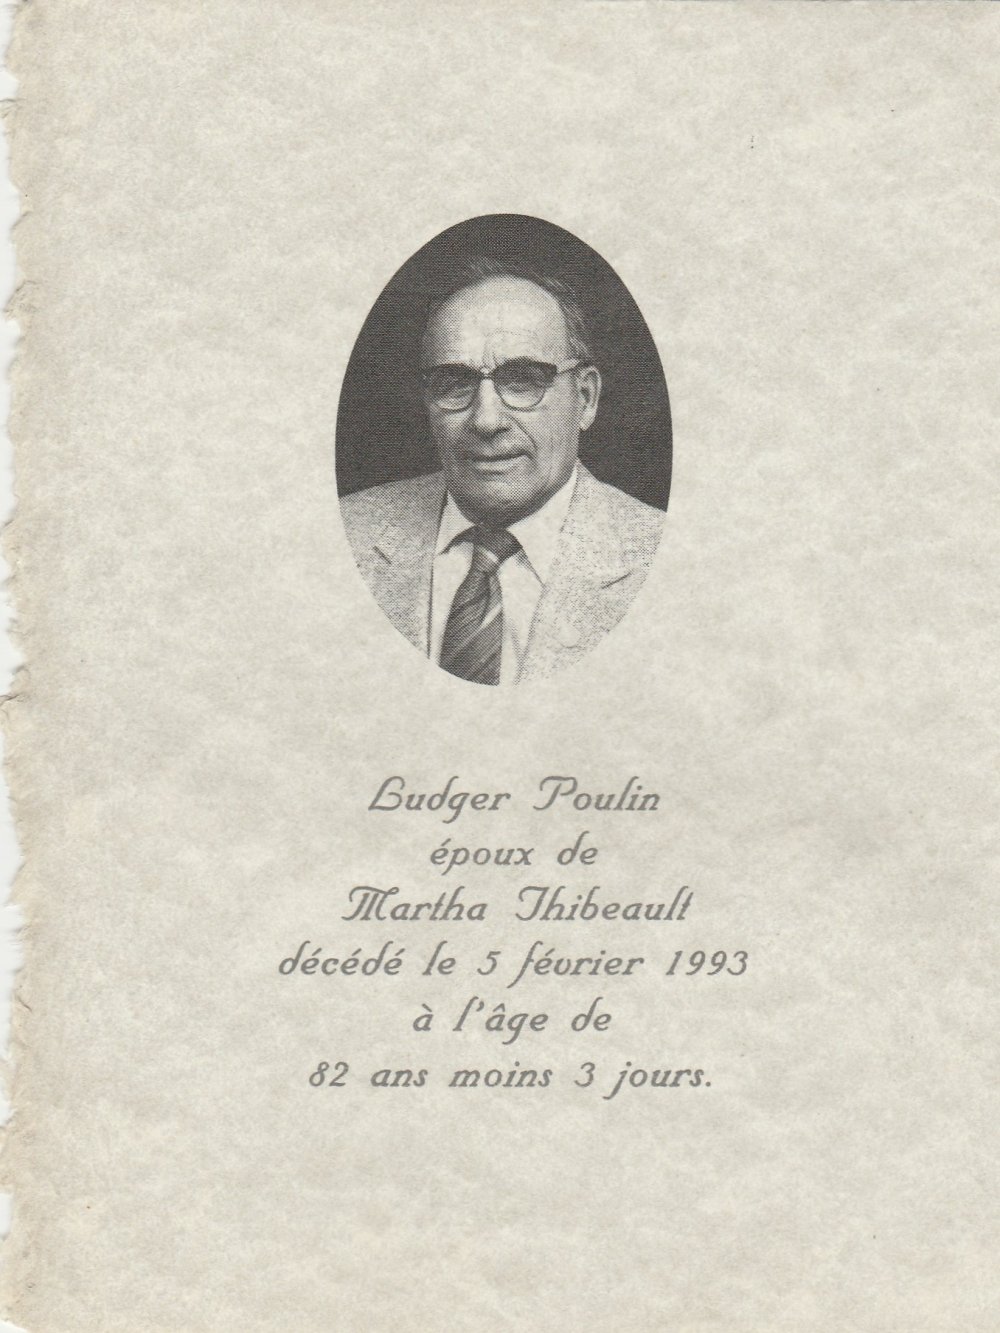 Ludger Poulin
époux de
Martha Thibeault
décédé le 5 février 1993
à l'âge de
82 ans moins 3 jours.